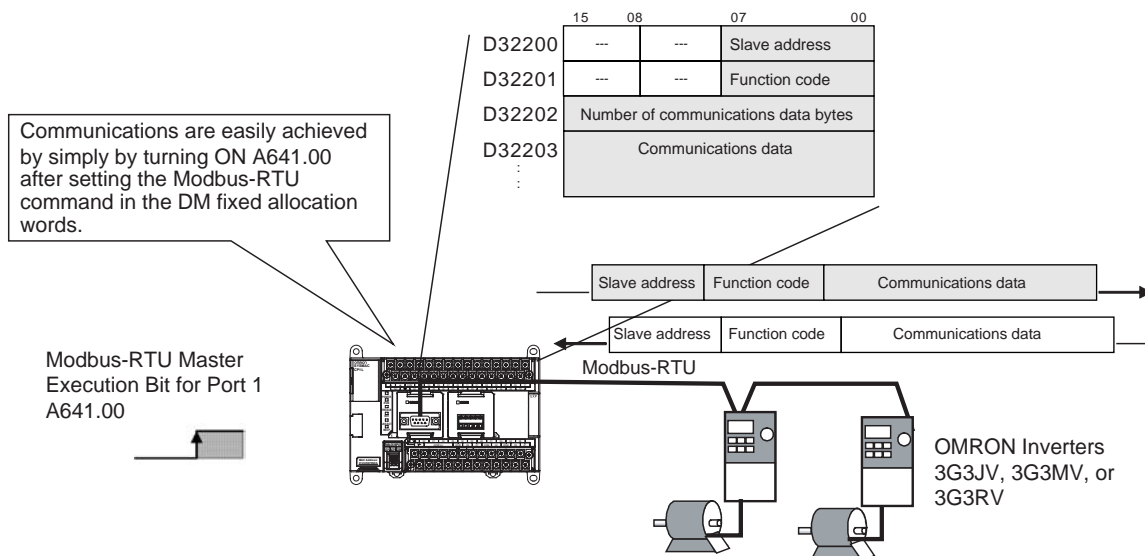 15 08 07 00
D32200 --- --- Slave address
D32201 --- --- Function code
D32202 Number of communications data bytes
D32203 Communications data
Communications are easily achieved
by simply by turning ON A641.00
after setting the Modbus-RTU
command in the DM fixed allocation
words.
Slave address Function code Communications data
Slave address Function code Communications data
Modbus-RTU
Modbus-RTU Master
Execution Bit for Port 1
A641.00
OMRON Inverters
3G3JV, 3G3MV, or
3G3RV